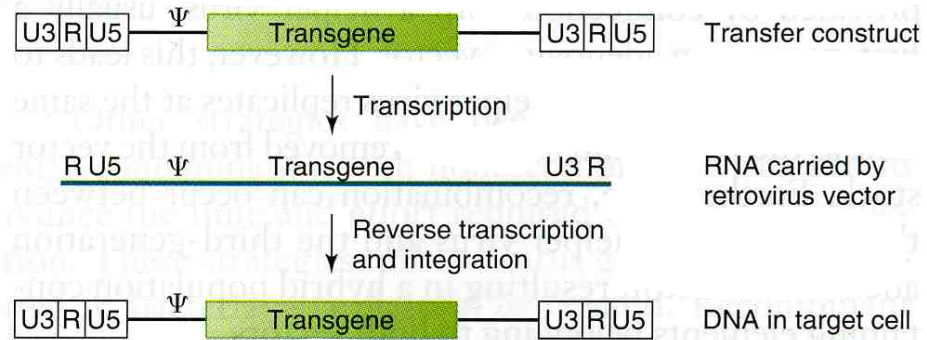 U3 R U5 Ψ Transgene U3 R U5 Transfer construct
Transcription
R U5 Ψ Transgene U3 R RNA carried by
retrovirus vector
Reverse transcription
and integration
U3 R U5 Ψ Transgene U3 R U5 DNA in target cell